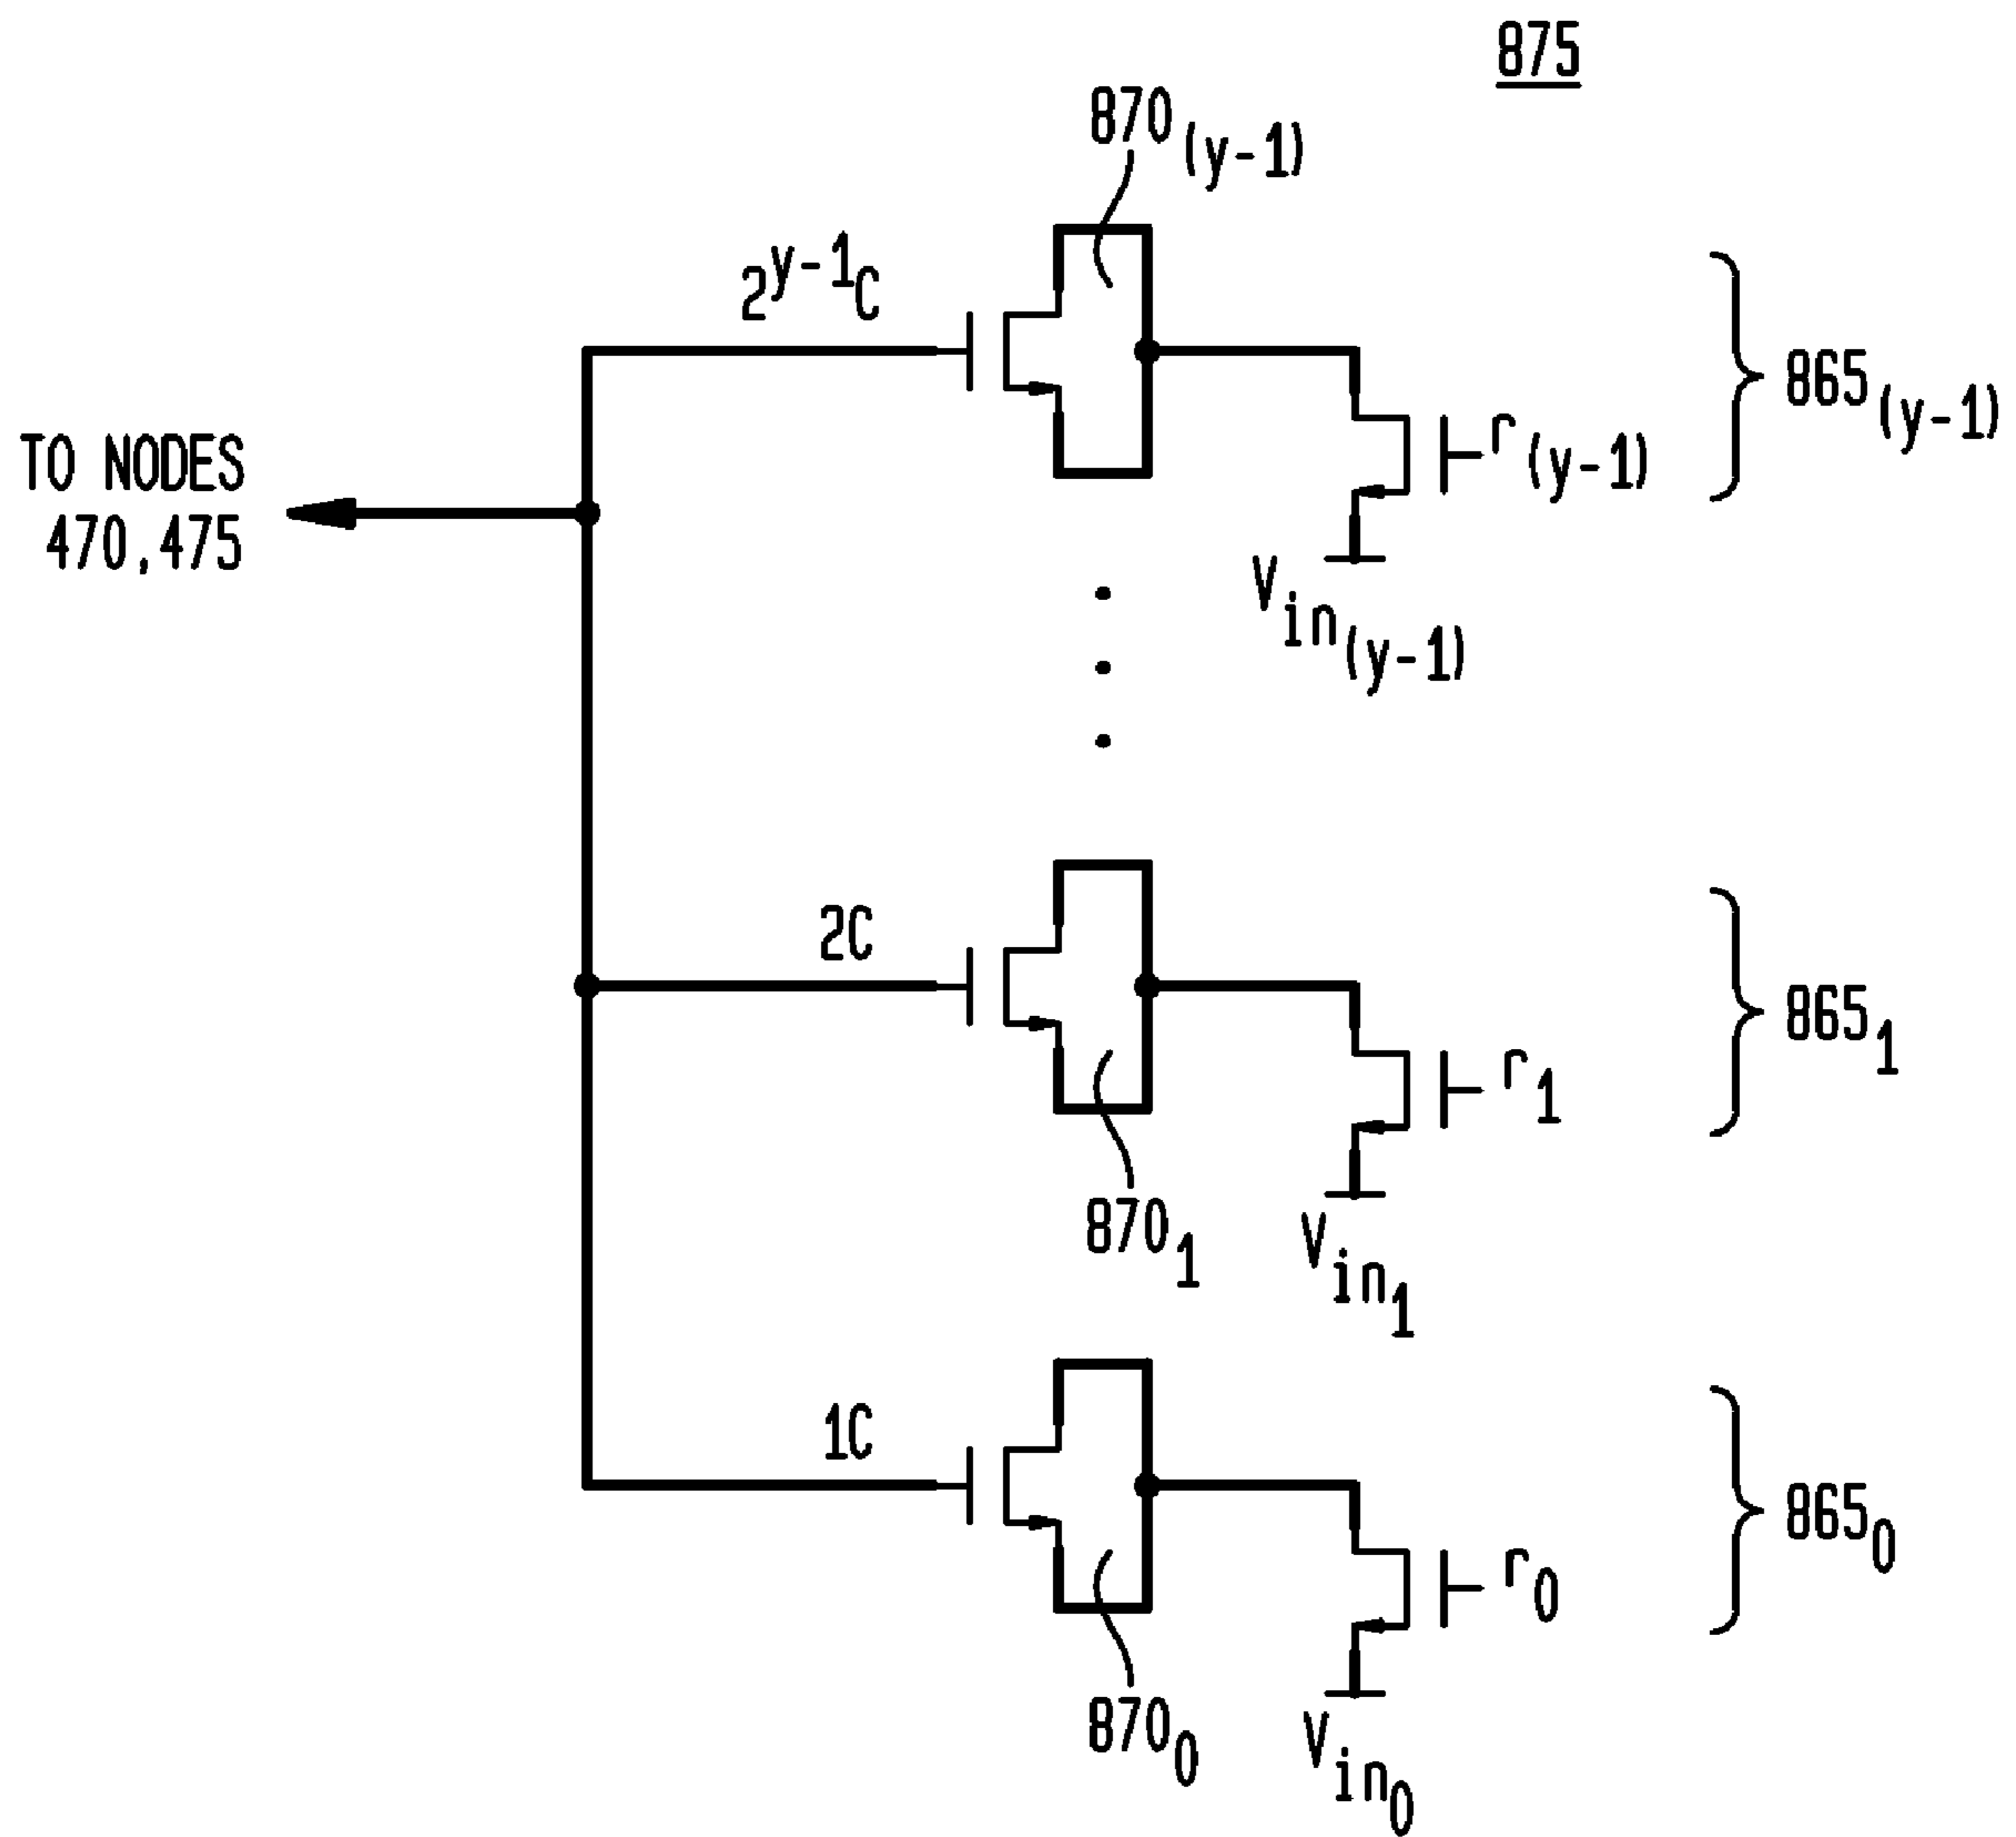 875
870(y-1)
2^y-1C
865(y-1)
TO NODES
470,475
r(y-1)
Vin(y-1)
2C
865₁
r₁
870₁
Vin₁
1C
865₀
r₀
870₀
Vin₀